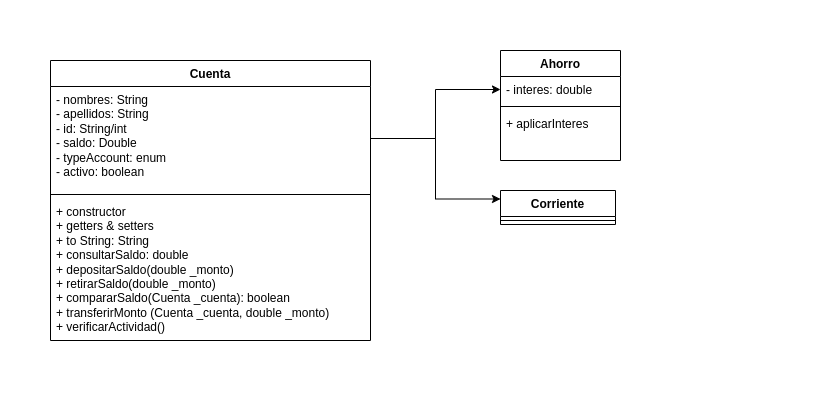 Cuenta
- nombres: String
- apellidos: String
- id: String/int
- saldo: Double
- typeAccount: enum
- activo: boolean
+ constructor
+ getters & setters
+ to String: String
+ consultarSaldo: double
+ depositarSaldo(double _monto)
+ retirarSaldo(double _monto)
+ compararSaldo(Cuenta _cuenta): boolean
+ transferirMonto (Cuenta _cuenta, double _monto)
+ verificarActividad()
Ahorro
- interes: double
+ aplicarInteres
Corriente